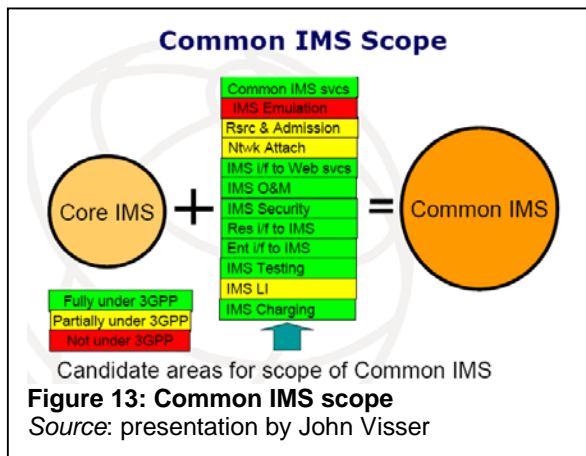 Common IMS Scope
Common IMS svcs
IMS Emulation
Rsrc & Admission
Ntwk Attach
IMS i/f to Web svcs
IMS O&M
IMS Security
Res i/f to IMS
Ent i/f to IMS
IMS Testing
IMS LI
IMS Charging
Core IMS
+
=
Common IMS
Fully under 3GPP
Partially under 3GPP
Not under 3GPP
Candidate areas for scope of Common IMS
Figure 13: Common IMS scope
Source: presentation by John Visser